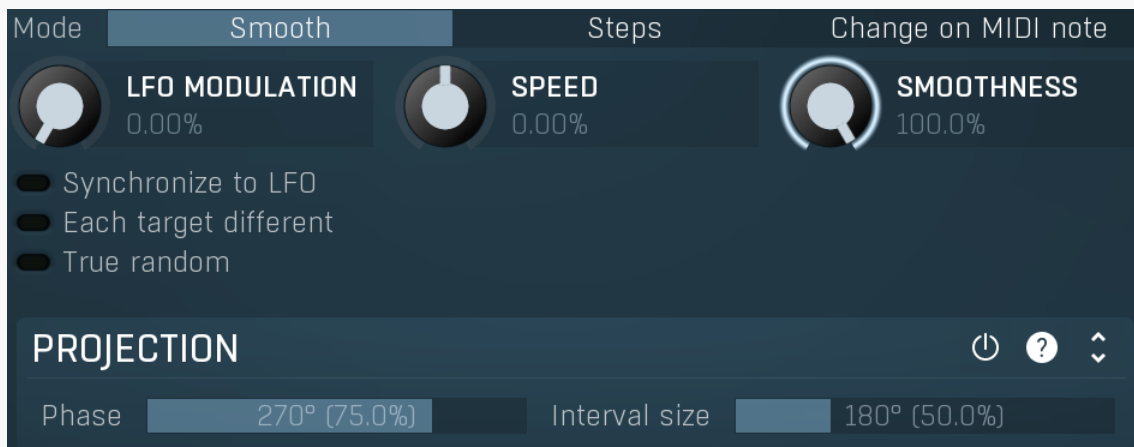 Mode Smooth Steps Change on MIDI note
LFO MODULATION SPEED SMOOTHNESS
0.00% 0.00% 100.0%
Synchronize to LFO
Each target different
True random
PROJECTION ?
Phase 270° (75.0%) Interval size 180° (50.0%)